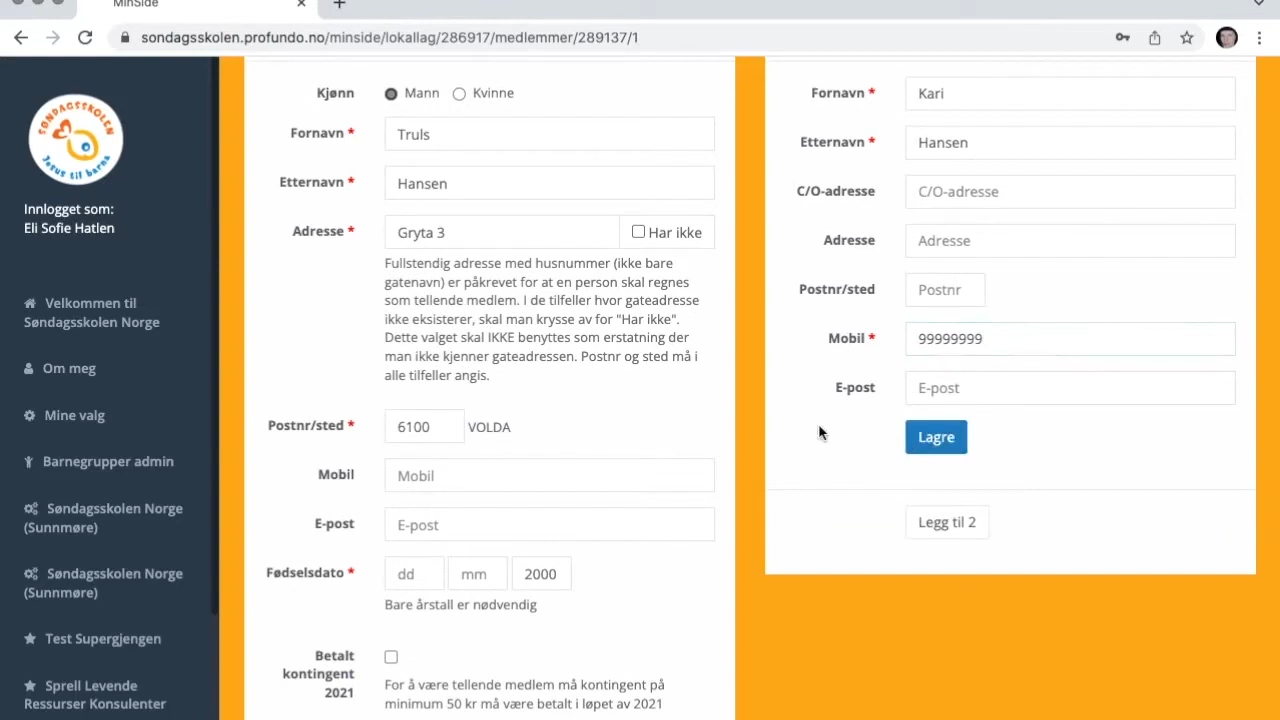 MinSide
sondagsskolen.profundo.no/minside/lokallag/286917/medlemmer/289137/1
SØNDAGSSKOLEN
Jesus til barna
Innlogget som:
Eli Sofie Hatlen
Velkommen til
Søndagsskolen Norge
Om meg
Mine valg
Barnegrupper admin
Søndagsskolen Norge
(Sunnmøre)
Søndagsskolen Norge
(Sunnmøre)
Test Supergjengen
Sprell Levende
Ressurser Konsulenter
Kjønn Mann Kvinne
Fornavn * Truls
Etternavn * Hansen
Adresse * Gryta 3 Har ikke
Fullstendig adresse med husnummer (ikke bare
gatenavn) er påkrevet for at en person skal regnes
som tellende medlem. I de tilfeller hvor gateadresse
ikke eksisterer, skal man krysse av for "Har ikke".
Dette valget skal IKKE benyttes som erstatning der
man ikke kjenner gateadressen. Postnr og sted må i
alle tilfeller angis.
Postnr/sted * 6100 VOLDA
Mobil Mobil
E-post E-post
Fødselsdato * dd mm 2000
Bare årstall er nødvendig
Betalt
kontingent
2021
For å være tellende medlem må kontingent på
minimum 50 kr må være betalt i løpet av 2021
Fornavn * Kari
Etternavn * Hansen
C/O-adresse C/O-adresse
Adresse Adresse
Postnr/sted Postnr
Mobil * 99999999
E-post E-post
Lagre
Legg til 2